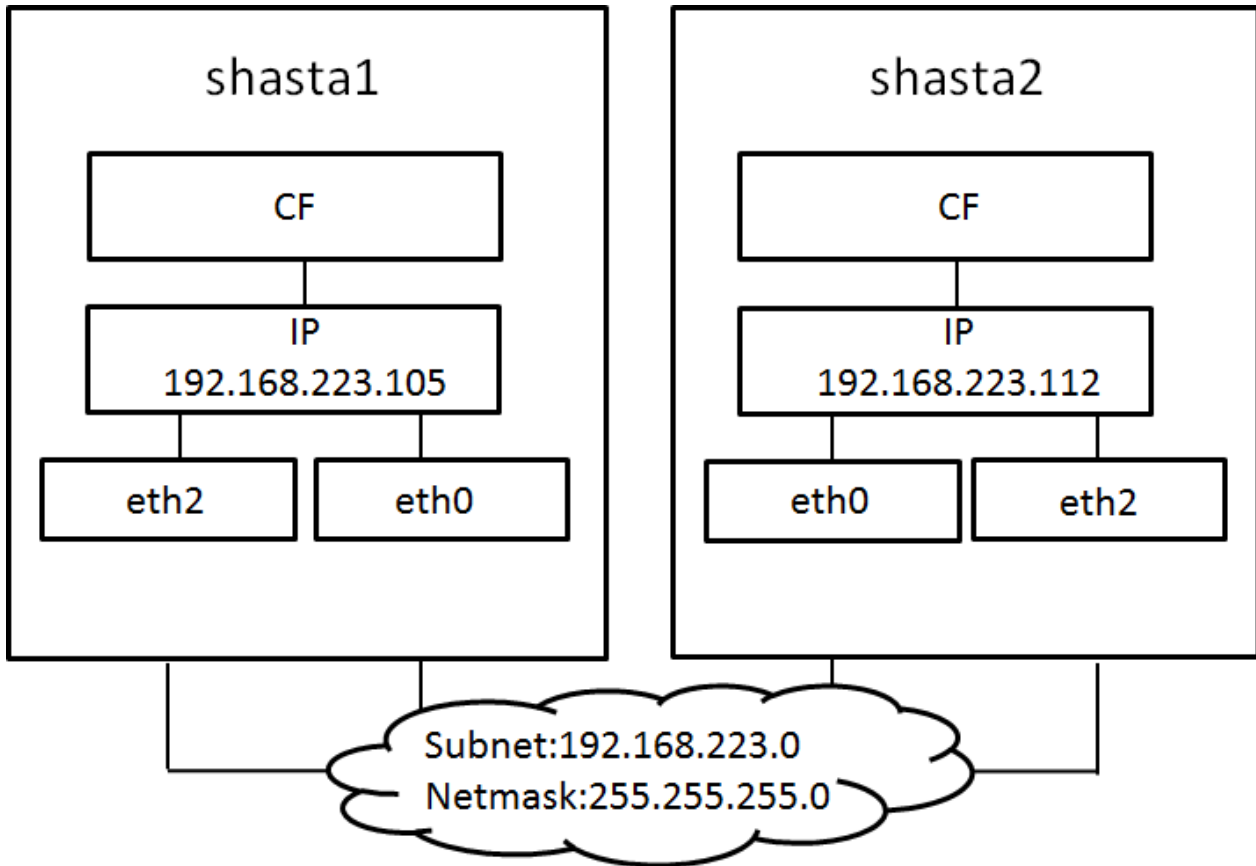 shasta1
CF
IP
192.168.223.105
eth2
eth0
shasta2
CF
IP
192.168.223.112
eth0
eth2
Subnet:192.168.223.0
Netmask:255.255.255.0